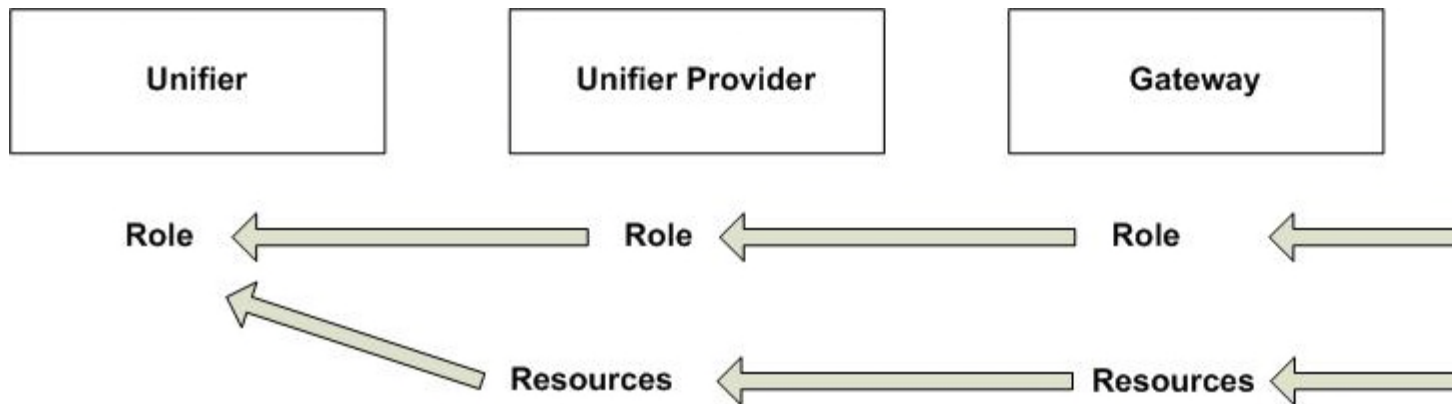 Unifier
Unifier Provider
Gateway
Role
Role
Role
Resources
Resources